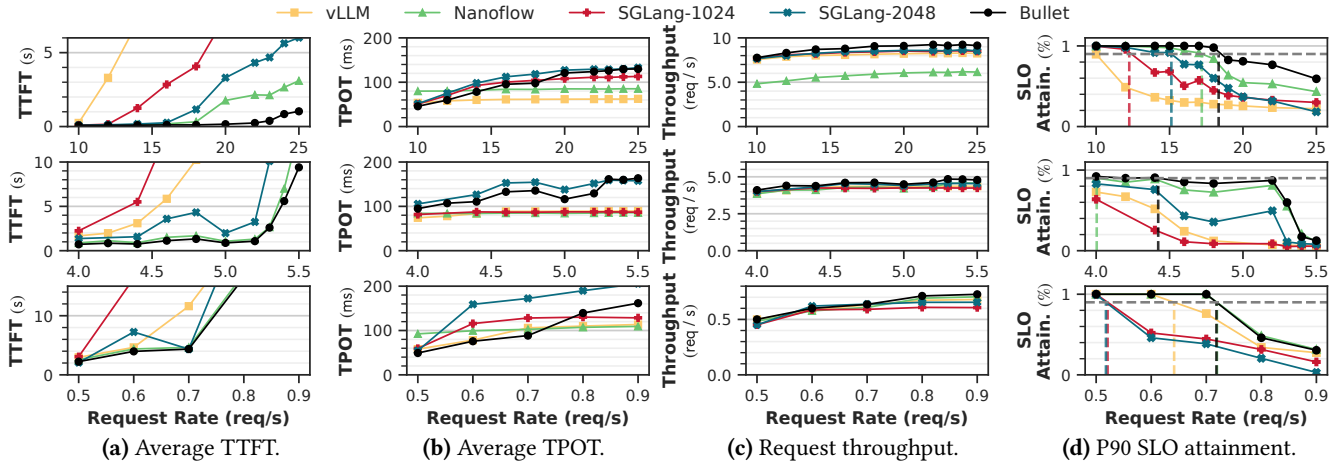 vLLM Nanoflow SGLang-1024 SGLang-2048 Bullet
TTFT (s)
5
0
10 15 20 25
TPOT (ms)
200
100
0
10 15 20 25
Throughput
(req / s)
10.0
7.5
5.0
2.5
0.0
10 15 20 25
SLO
Attain. (%)
1
0
10 12 14 16 18 20 22 24
TTFT (s)
10
5
0
4.0 4.5 5.0 5.5
TPOT (ms)
200
100
0
4.0 4.5 5.0 5.5
Throughput
(req / s)
5.0
2.5
0.0
4.0 4.5 5.0 5.5
SLO
Attain. (%)
1
0
4.0 4.5 5.0 5.5
TTFT (s)
10
0
0.5 0.6 0.7 0.8 0.9
Request Rate (req/s)
TPOT (ms)
200
100
0
0.5 0.6 0.7 0.8 0.9
Request Rate (req/s)
Throughput
(req / s)
0.5
0.0
0.5 0.6 0.7 0.8 0.9
Request Rate (req/s)
SLO
Attain. (%)
1
0
0.5 0.6 0.7 0.8 0.9
Request Rate (req/s)
(a) Average TTFT.
(b) Average TPOT.
(c) Request throughput.
(d) P90 SLO attainment.